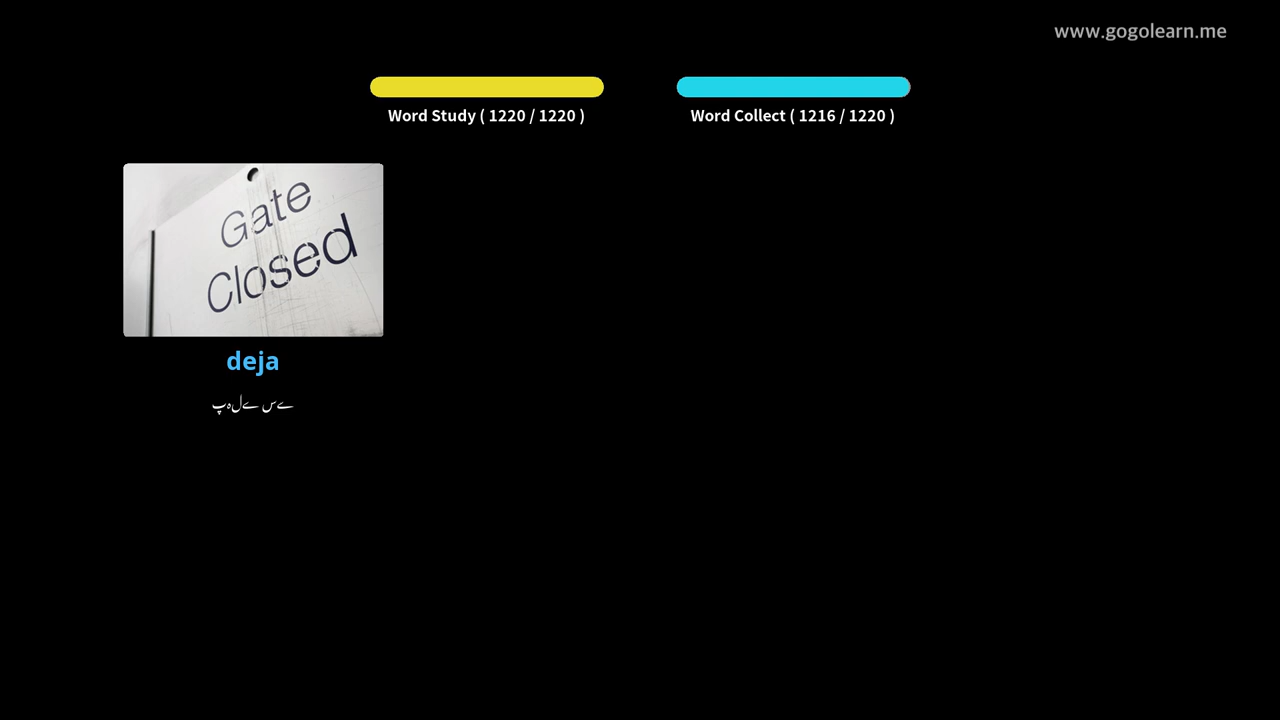 www.gogolearn.me
Word Study ( 1220 / 1220 )
Word Collect ( 1216 / 1220 )
Gate
Closed
deja
پہلے سے